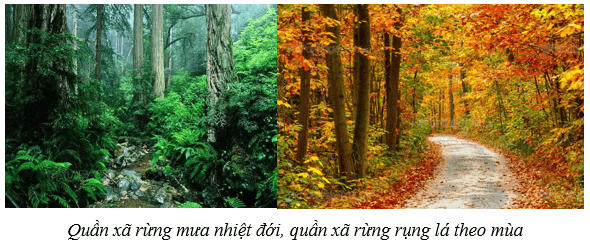 Quần xã rừng mưa nhiệt đới, quần xã rừng rụng lá theo mùa